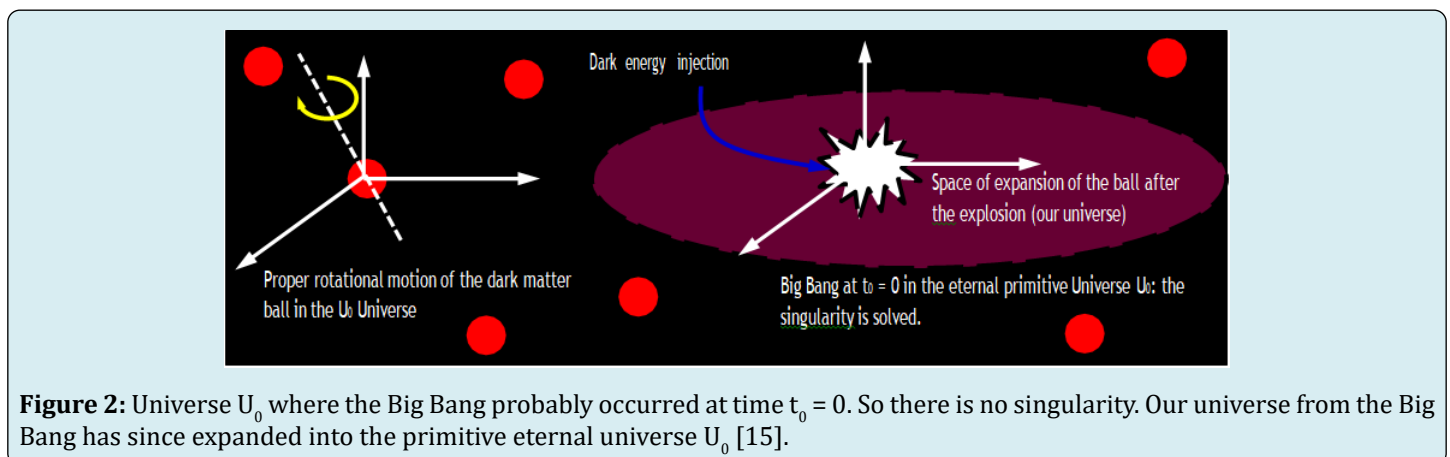 Dark energy injection
Space of expansion of the ball after
the explosion (our universe)
Proper rotational motion of the dark matter
ball in the U₀ Universe
Big Bang at t₀ = 0 in the eternal primitive Universe U₀: the
singularity is solved.
Figure 2: Universe U₀ where the Big Bang probably occurred at time t₀ = 0. So there is no singularity. Our universe from the Big
Bang has since expanded into the primitive eternal universe U₀ [15].